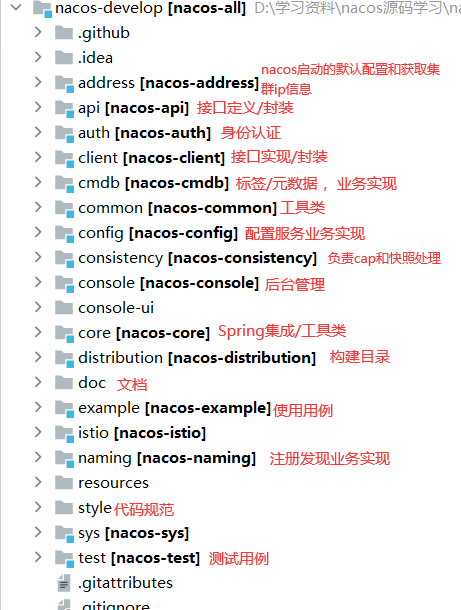 nacos-develop [nacos-all] D:\学习资料\nacos源码学习\na
.github
.idea
address [nacos-address] nacos启动的默认配置和获取集
群ip信息
api [nacos-api] 接口定义/封装
auth [nacos-auth] 身份认证
client [nacos-client] 接口实现/封装
cmdb [nacos-cmdb] 标签/元数据 ，业务实现
common [nacos-common] 工具类
config [nacos-config] 配置服务业务实现
consistency [nacos-consistency] 负责cap和快照处理
console [nacos-console] 后台管理
console-ui
core [nacos-core] Spring集成/工具类
distribution [nacos-distribution] 构建目录
doc 文档
example [nacos-example] 使用用例
istio [nacos-istio]
naming [nacos-naming] 注册发现业务实现
resources
style 代码规范
sys [nacos-sys]
test [nacos-test] 测试用例
.gitattributes
.gitignore